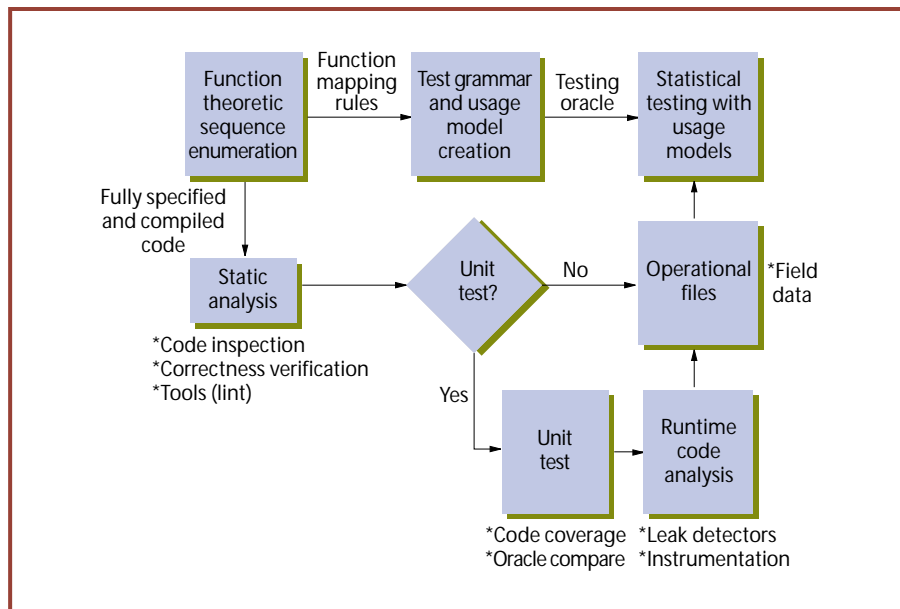 Function
theoretic
sequence
enumeration
Function
mapping
rules
Test grammar
and usage
model
creation
Testing
oracle
Statistical
testing with
usage
models
Fully specified
and compiled
code
Static
analysis
*Code inspection
*Correctness verification
*Tools (lint)
Unit
test?
No
Operational
files
*Field
data
Yes
Unit
test
*Code coverage
*Oracle compare
Runtime
code
analysis
*Leak detectors
*Instrumentation